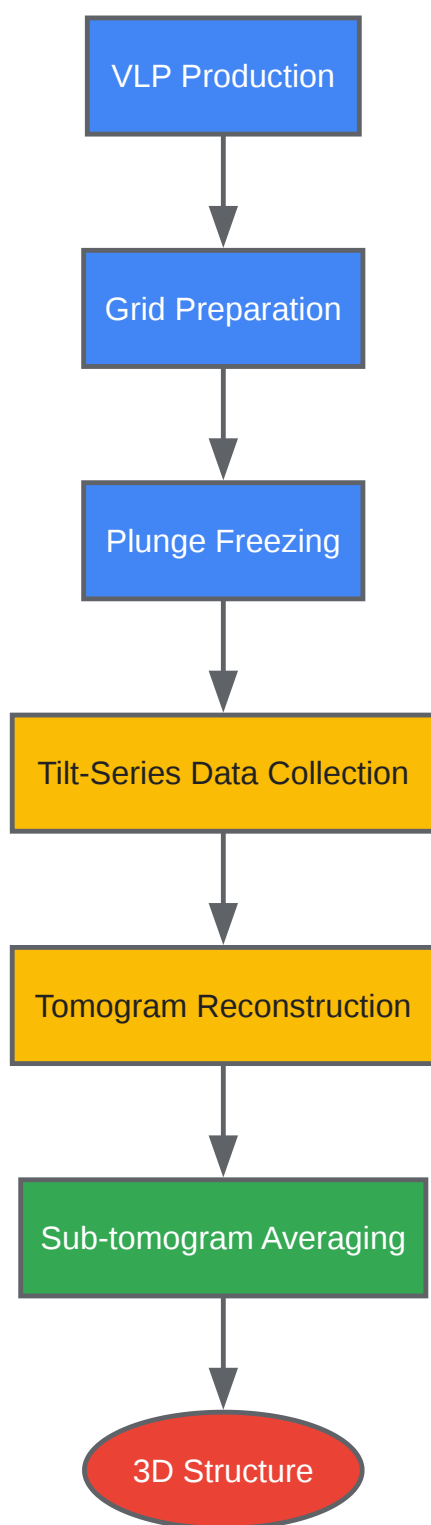 VLP Production
Grid Preparation
Plunge Freezing
Tilt-Series Data Collection
Tomogram Reconstruction
Sub-tomogram Averaging
3D Structure